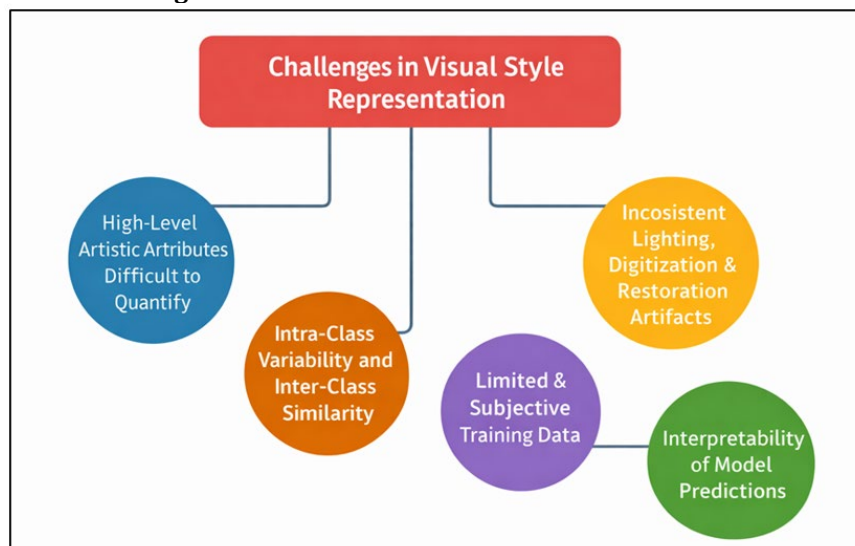 Challenges in Visual Style
Representation
High-Level
Artistic Artributes
Difficult to
Quantify
Intra-Class
Variability and
Inter-Class
Similarity
Incosistent
Lighting,
Digitization &
Restoration
Artifacts
Limited &
Subjective
Training Data
Interpretability
of Model
Predictions